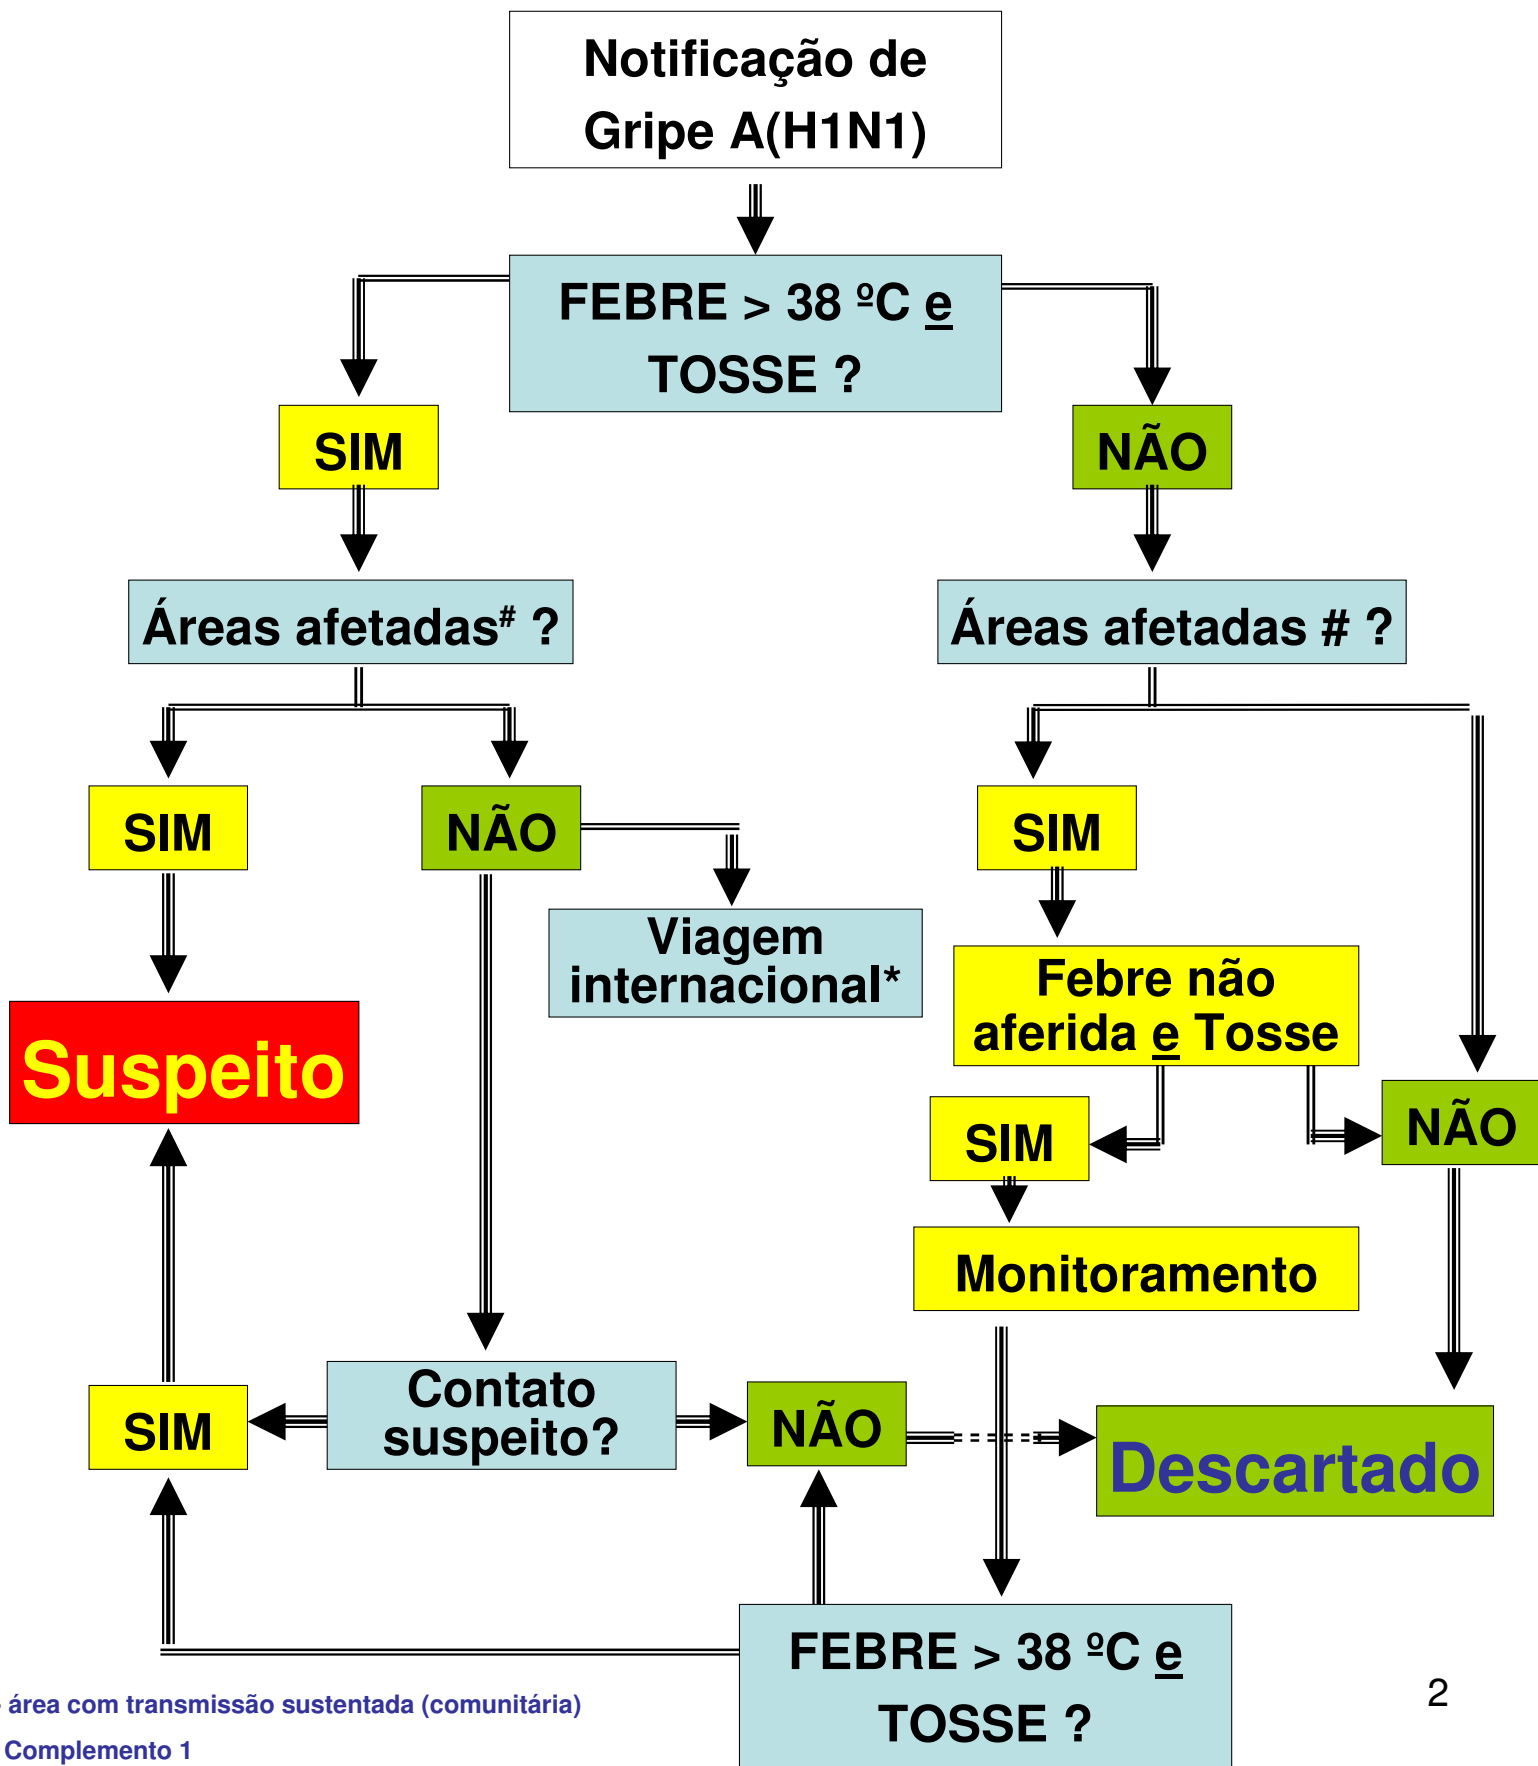 Notificação de
Gripe A(H1N1)
FEBRE > 38 ºC e
TOSSE ?
SIM
NÃO
Áreas afetadas# ?
Áreas afetadas # ?
SIM
NÃO
SIM
Viagem
internacional*
Febre não
aferida e Tosse
Suspeito
SIM
NÃO
Monitoramento
SIM
Contato
suspeito?
NÃO
Descartado
FEBRE > 38 ºC e
TOSSE ?
área com transmissão sustentada (comunitária)
Complemento 1
2